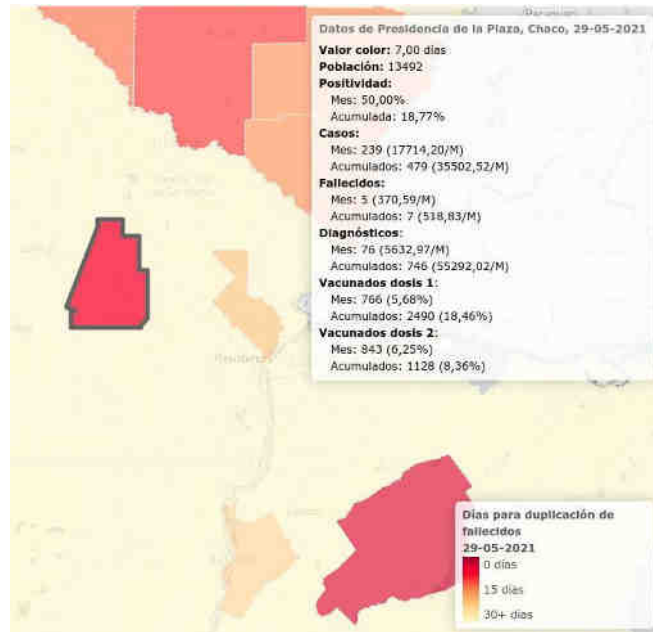 Datos de Presidencia de la Plaza, Chaco, 29-05-2021
Valor color: 7,00 días
Población: 13492
Positividad:
Mes: 50,00%
Acumulada: 18,77%
Casos:
Mes: 239 (17714,20/M)
Acumulados: 479 (35502,52/M)
Fallecidos:
Mes: 5 (370,59/M)
Acumulados: 7 (518,83/M)
Diagnósticos:
Mes: 76 (5632,97/M)
Acumulados: 746 (55292,02/M)
Vacunados dosis 1:
Mes: 766 (5,68%)
Acumulados: 2490 (18,46%)
Vacunados dosis 2:
Mes: 843 (6,25%)
Acumulados: 1128 (8,36%)
Días para duplicación de
fallecidos
29-05-2021
0 días
15 días
30+ días